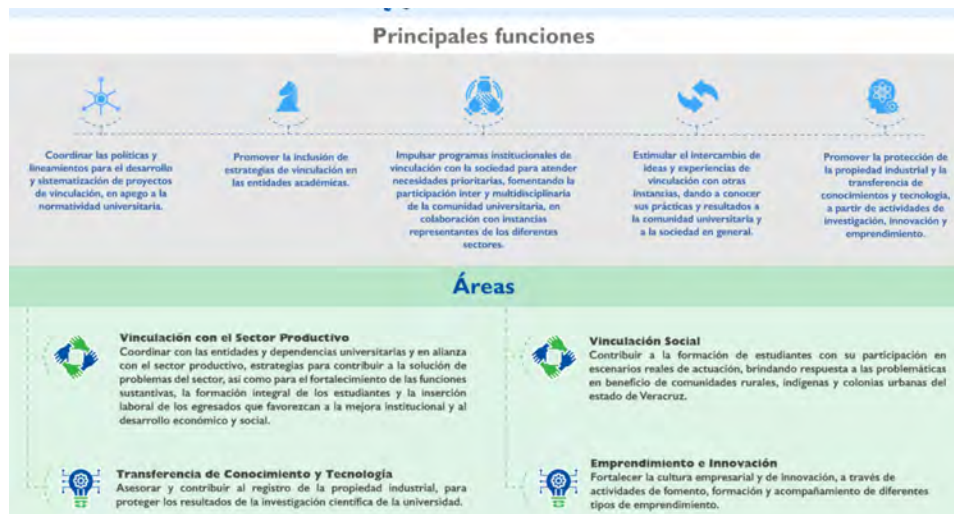 Principales funciones
Coordinar las políticas y
lineamientos para el desarrollo
y sistematización de proyectos
de vinculación, en apego a la
normatividad universitaria.
Promover la inclusión de
estrategias de vinculación en
las entidades académicas.
Impulsar programas institucionales de
vinculación con la sociedad para atender
necesidades prioritarias, fomentando la
participación inter y multidisciplinaria
de la comunidad universitaria, en
colaboración con instancias
representantes de los diferentes
sectores.
Estimular el intercambio de
ideas y experiencias de
vinculación con otras
instancias, dando a conocer
sus prácticas y resultados a
la comunidad universitaria y
a la sociedad en general.
Promover la protección de
la propiedad industrial y la
transferencia de
conocimientos y tecnología,
a partir de actividades de
investigación, innovación y
emprendimiento.
Áreas
Vinculación con el Sector Productivo
Coordinar con las entidades y dependencias universitarias y en alianza
con el sector productivo, estrategias para contribuir a la solución de
problemas del sector, así como para el fortalecimiento de las funciones
sustantivas, la formación integral de los estudiantes y la inserción
laboral de los egresados que favorezcan a la mejora institucional y al
desarrollo económico y social.
Vinculación Social
Contribuir a la formación de estudiantes con su participación en
escenarios reales de actuación, brindando respuesta a las problemáticas
en beneficio de comunidades rurales, indígenas y colonias urbanas del
estado de Veracruz.
Transferencia de Conocimiento y Tecnología
Asesorar y contribuir al registro de la propiedad industrial, para
proteger los resultados de la investigación científica de la universidad.
Emprendimiento e Innovación
Fortalecer la cultura empresarial y de innovación, a través de
actividades de fomento, formación y acompañamiento de diferentes
tipos de emprendimiento.